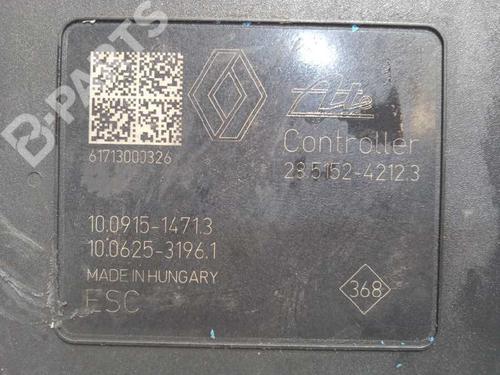 B-PARTS
61713000326
Ate
Controller
28.5152-4212.3
10.0915-1471.3
10.0625-3196.1
MADE IN HUNGARY
ESC
368